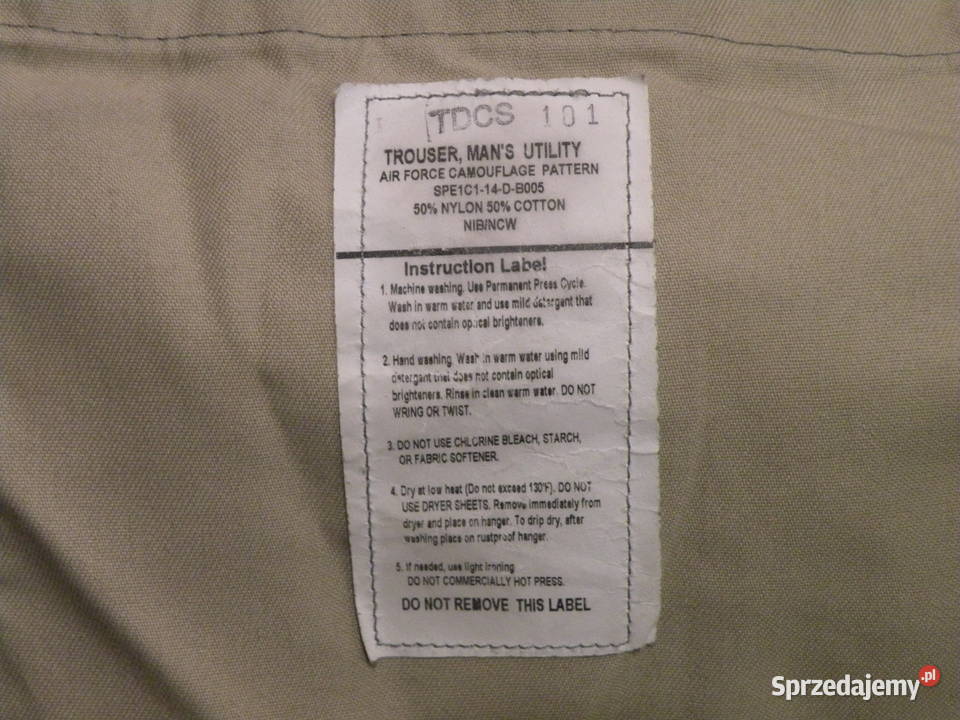 TDCS 101
TROUSER, MAN'S UTILITY
AIR FORCE CAMOUFLAGE PATTERN
SPE1C1-14-D-B005
50% NYLON 50% COTTON
NIB/NCW
Instruction Label
1. Machine washing. Use Permanent Press Cycle.
Wash in warm water and use mild detergent that
does not contain optical brighteners.
2. Hand washing. Wash in warm water using mild
detergant that does not contain optical
brighteners. Rinse in clean warm water. DO NOT
WRING OR TWIST.
3. DO NOT USE CHLORINE BLEACH, STARCH,
OR FABRIC SOFTENER.
4. Dry at low heat (Do not exceed 130°F). DO NOT
USE DRYER SHEETS. Remove immediately from
dryer and place on hanger. To drip dry, after
washing place on rustproof hanger.
5. If needed, use light ironing
DO NOT COMMERCIALLY HOT PRESS.
DO NOT REMOVE THIS LABEL
Sprzedajemy.pl